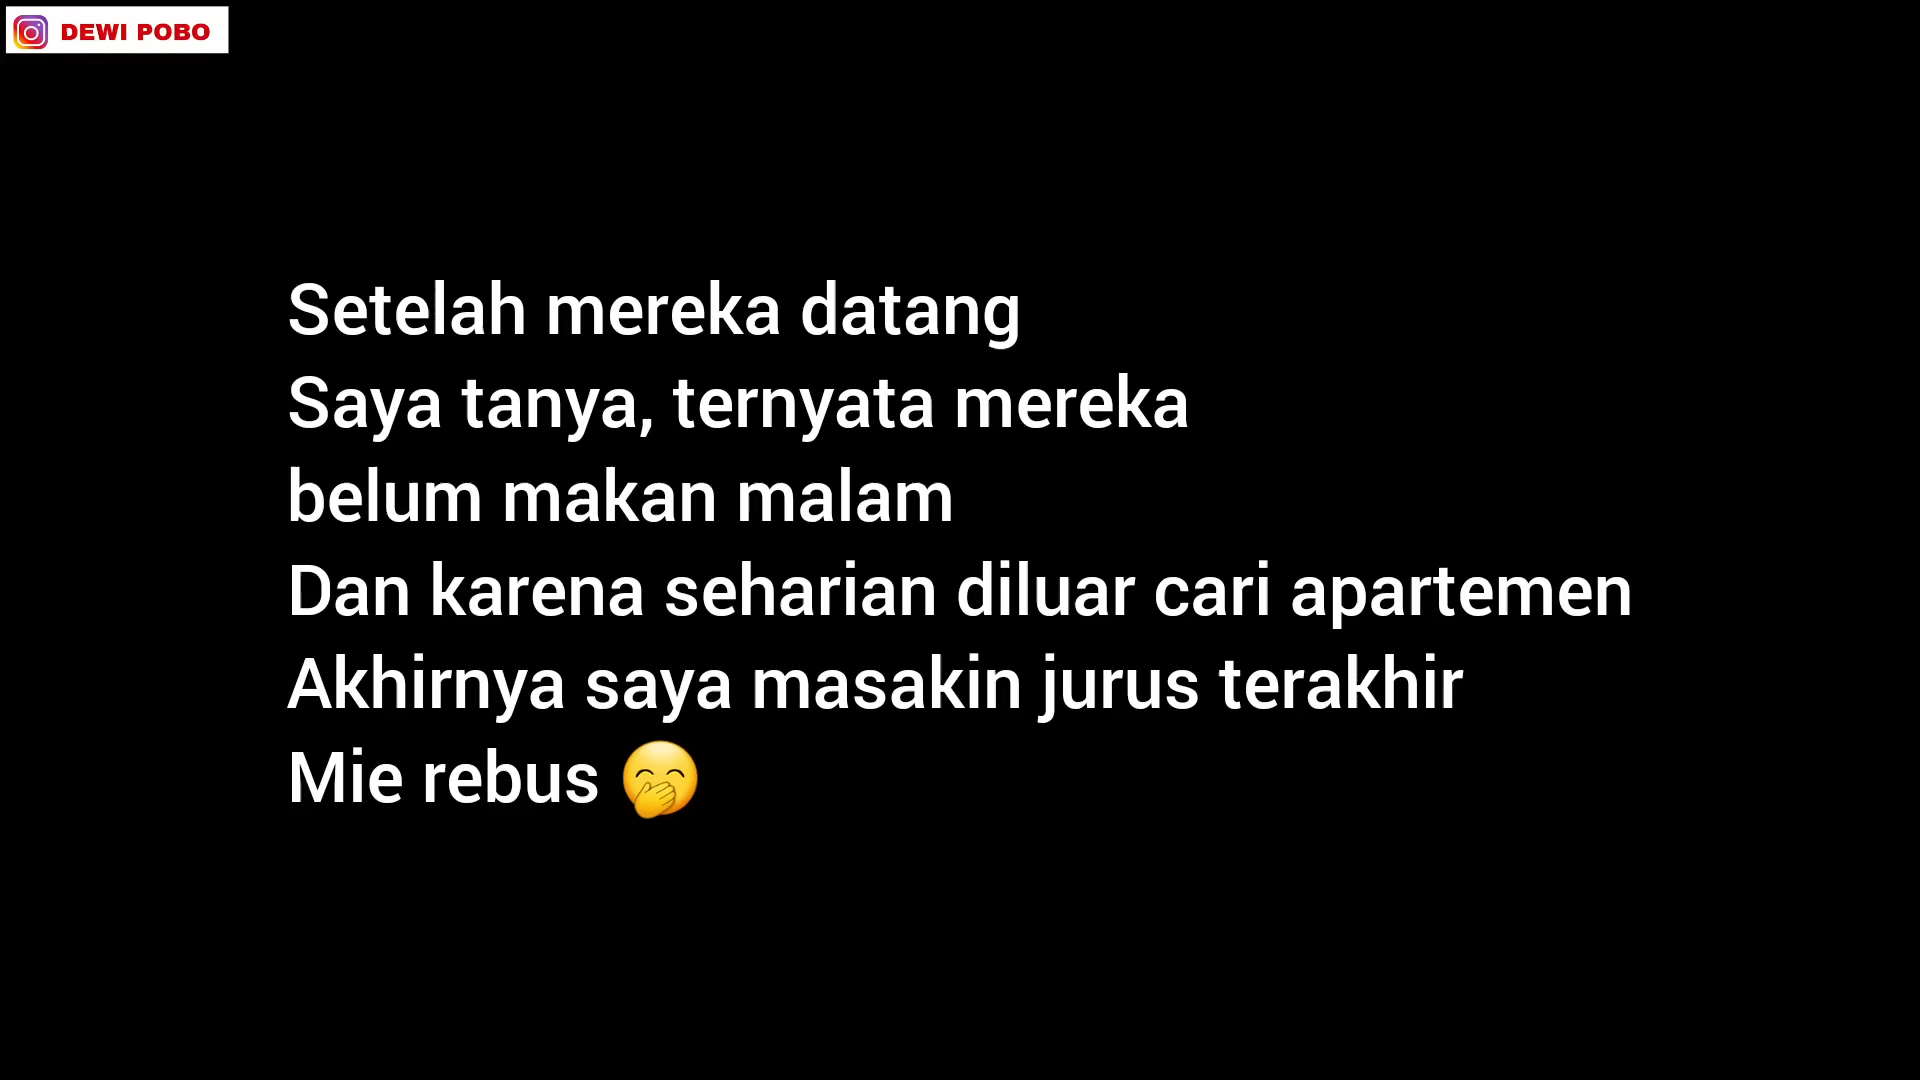 DEWI POBO
Setelah mereka datang
Saya tanya, ternyata mereka
belum makan malam
Dan karena seharian diluar cari apartemen
Akhirnya saya masakin jurus terakhir
Mie rebus 🤭